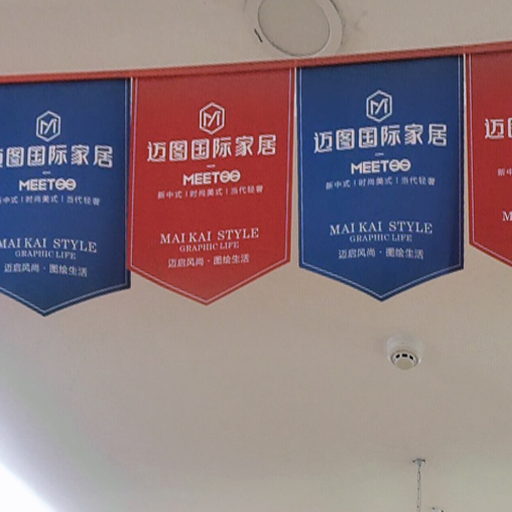 迈图国际家居
MEETOO
新中式 | 时尚美式 | 当代轻奢
MAI KAI STYLE
GRAPHIC LIFE
迈启风尚·图绘生活
迈图国际家居
MEETOO
新中式 | 时尚美式 | 当代轻奢
MAI KAI STYLE
GRAPHIC LIFE
迈启风尚·图绘生活
迈图国际家居
MEETOO
新中式 | 时尚美式 | 当代轻奢
MAI KAI STYLE
GRAPHIC LIFE
迈启风尚·图绘生活
迈图
新中
M